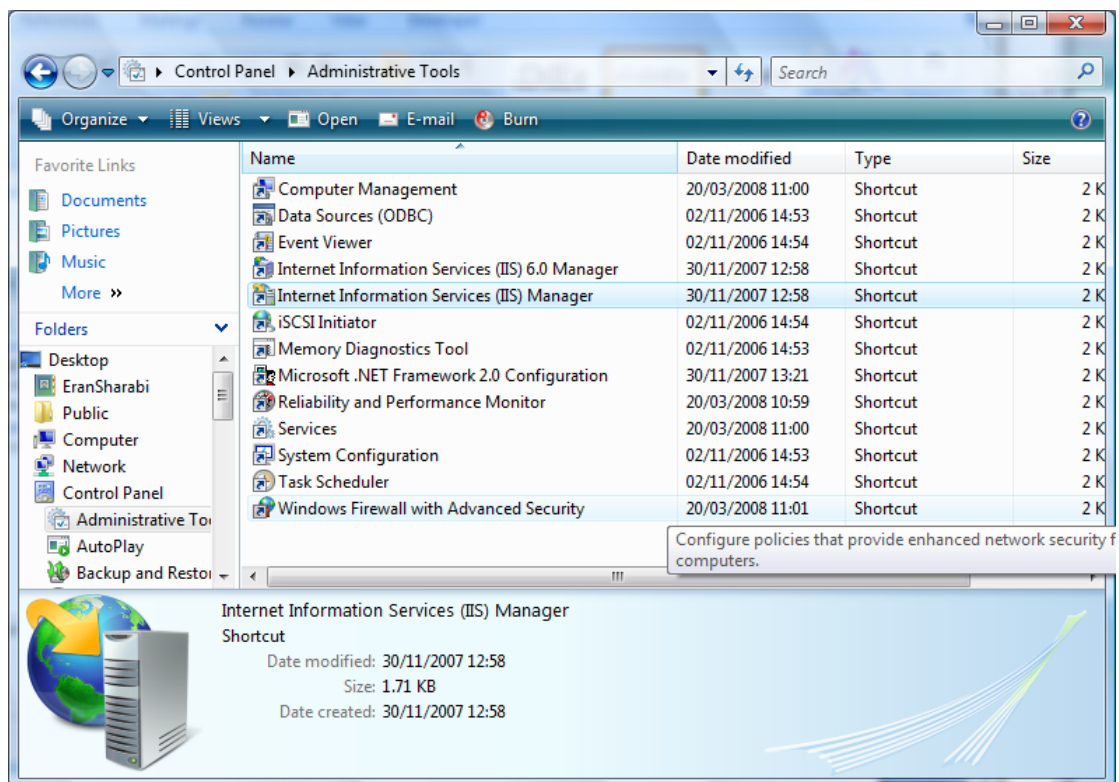 Control Panel Administrative Tools Search
Organize Views Open E-mail Burn
Favorite Links
Documents
Pictures
Music
More »
Folders
Desktop
EranSharabi
Public
Computer
Network
Control Panel
Administrative Too
AutoPlay
Backup and Restor
Name Date modified Type Size
Computer Management 20/03/2008 11:00 Shortcut 2 K
Data Sources (ODBC) 02/11/2006 14:53 Shortcut 2 K
Event Viewer 02/11/2006 14:54 Shortcut 2 K
Internet Information Services (IIS) 6.0 Manager 30/11/2007 12:58 Shortcut 2 K
Internet Information Services (IIS) Manager 30/11/2007 12:58 Shortcut 2 K
iSCSI Initiator 02/11/2006 14:54 Shortcut 2 K
Memory Diagnostics Tool 02/11/2006 14:53 Shortcut 2 K
Microsoft .NET Framework 2.0 Configuration 30/11/2007 13:21 Shortcut 2 K
Reliability and Performance Monitor 20/03/2008 10:59 Shortcut 2 K
Services 20/03/2008 11:00 Shortcut 2 K
System Configuration 02/11/2006 14:53 Shortcut 2 K
Task Scheduler 02/11/2006 14:54 Shortcut 2 K
Windows Firewall with Advanced Security 20/03/2008 11:01 Shortcut 2 K
Configure policies that provide enhanced network security f
computers.
Internet Information Services (IIS) Manager
Shortcut
Date modified: 30/11/2007 12:58
Size: 1.71 KB
Date created: 30/11/2007 12:58